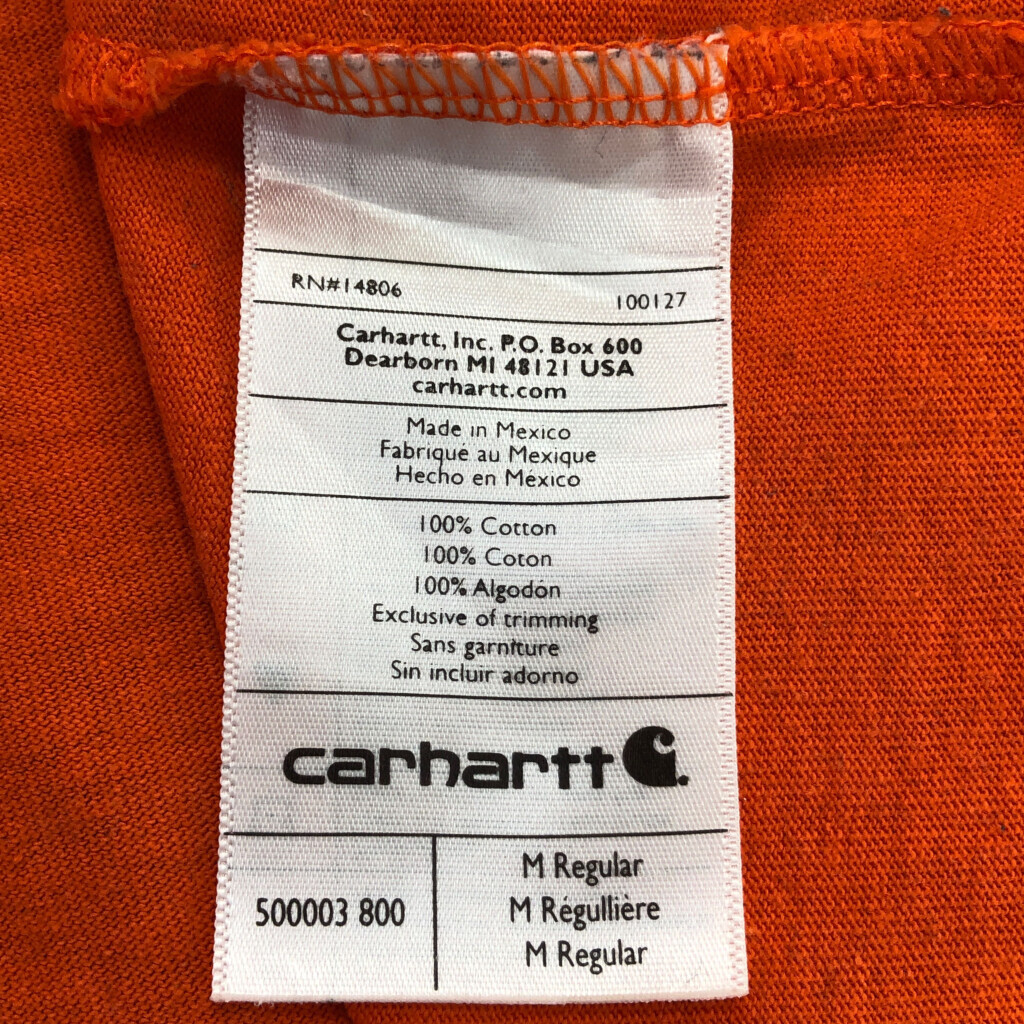 RN#14806 100127
Carhartt, Inc. P.O. Box 600
Dearborn MI 48121 USA
carhartt.com
Made in Mexico
Fabriqué au Mexique
Hecho en México
100% Cotton
100% Coton
100% Algodón
Exclusive of trimming
Sans garniture
Sin incluir adorno
carhartt
500003 800
M Regular
M Régullière
M Regular